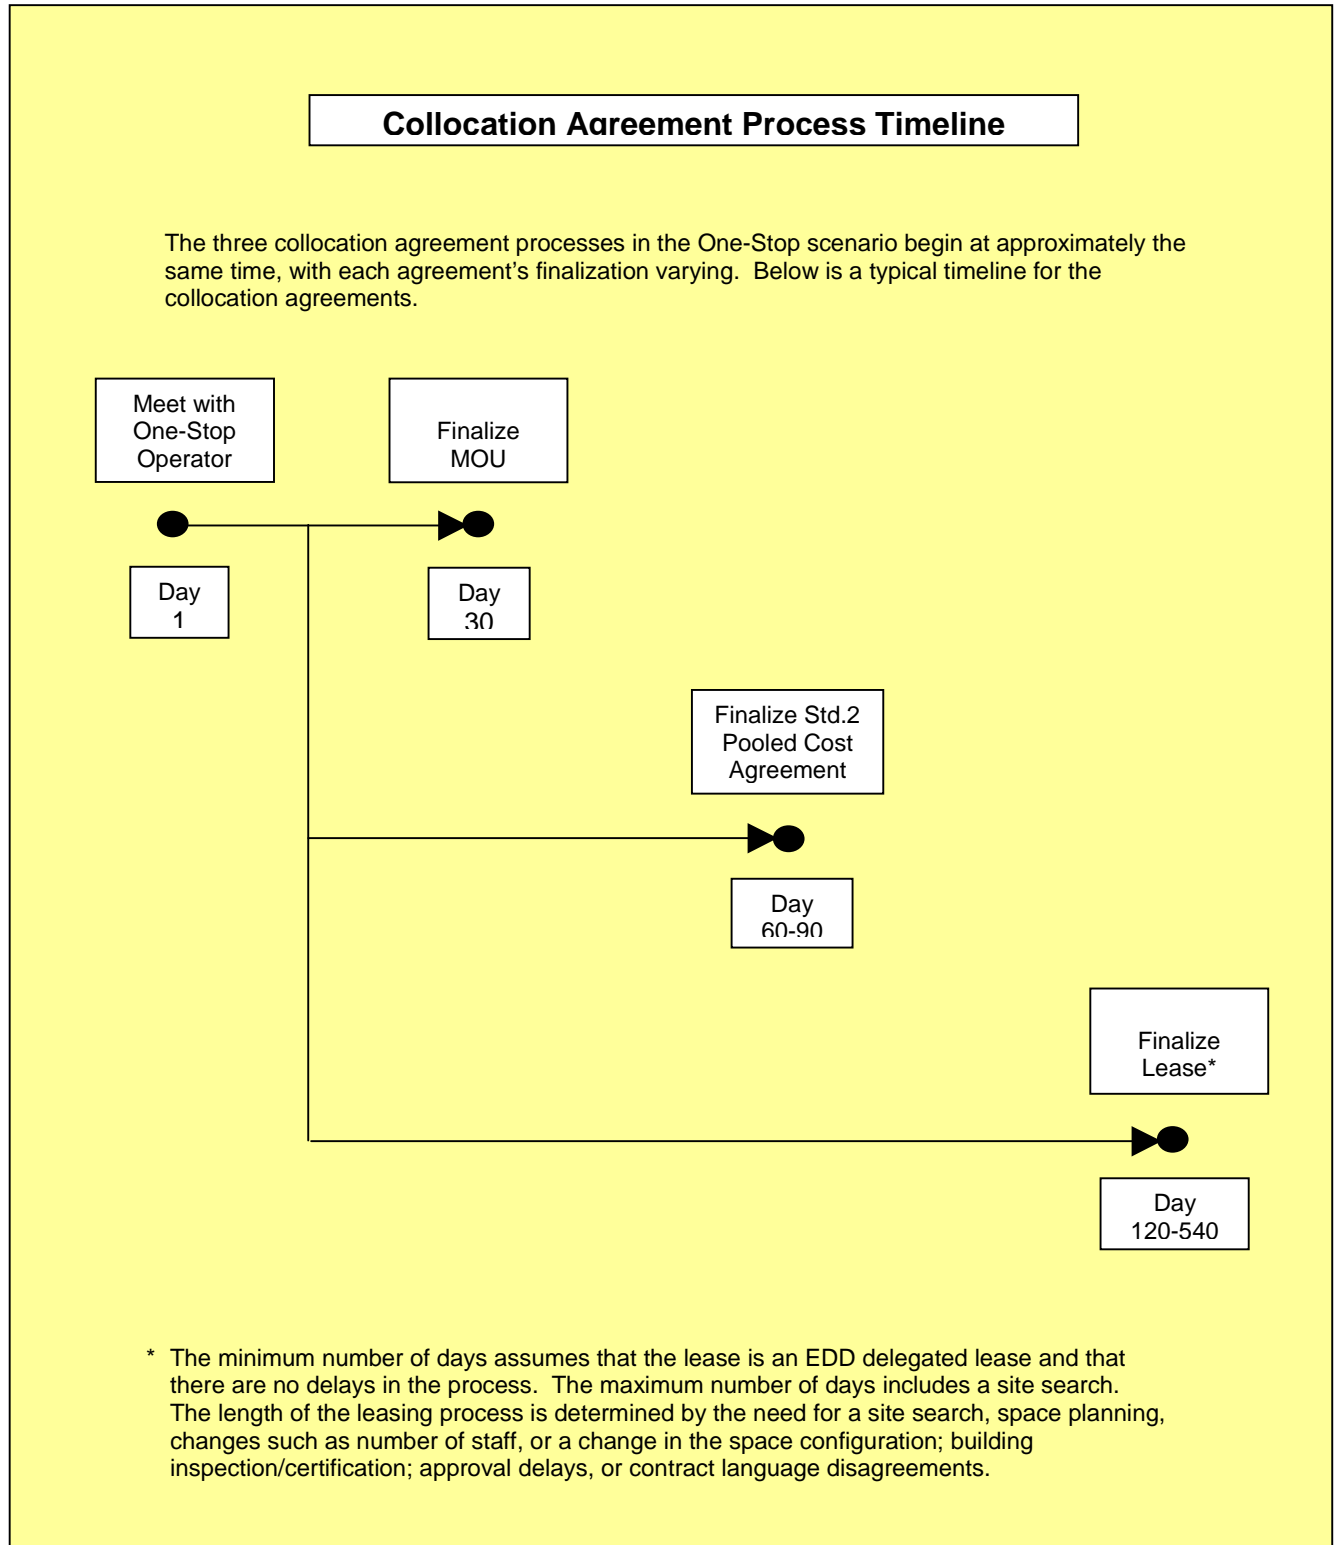 Collocation Agreement Process Timeline
The three collocation agreement processes in the One-Stop scenario begin at approximately the
same time, with each agreement’s finalization varying.  Below is a typical timeline for the
collocation agreements.
Meet with
One-Stop
Operator
Finalize
MOU
Day
1
Day
30
Finalize Std.2
Pooled Cost
Agreement
Day
60-90
Finalize
Lease*
Day
120-540
* The minimum number of days assumes that the lease is an EDD delegated lease and that
there are no delays in the process.  The maximum number of days includes a site search.
The length of the leasing process is determined by the need for a site search, space planning,
changes such as number of staff, or a change in the space configuration; building
inspection/certification; approval delays, or contract language disagreements.